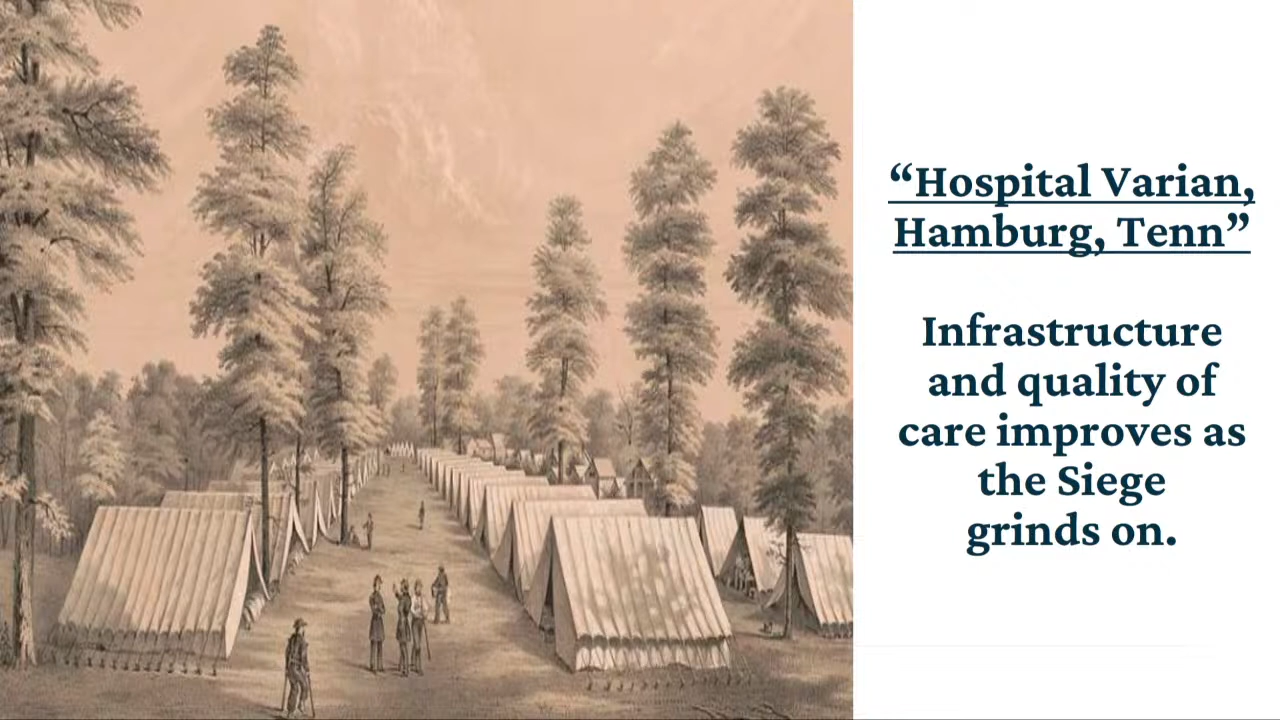 “Hospital Varian,
Hamburg, Tenn”
Infrastructure
and quality of
care improves as
the Siege
grinds on.